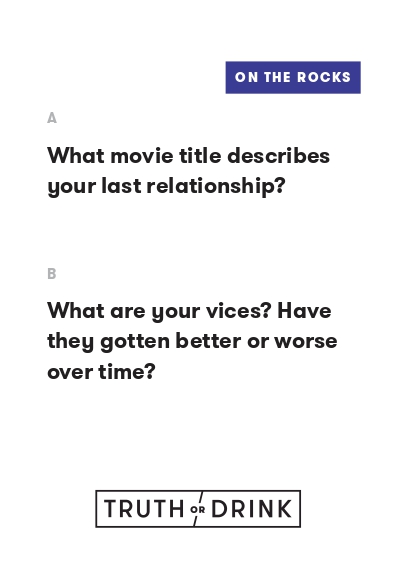 ON THE ROCKS
A
What movie title describes
your last relationship?
B
What are your vices? Have
they gotten better or worse
over time?
TRUTH OR DRINK